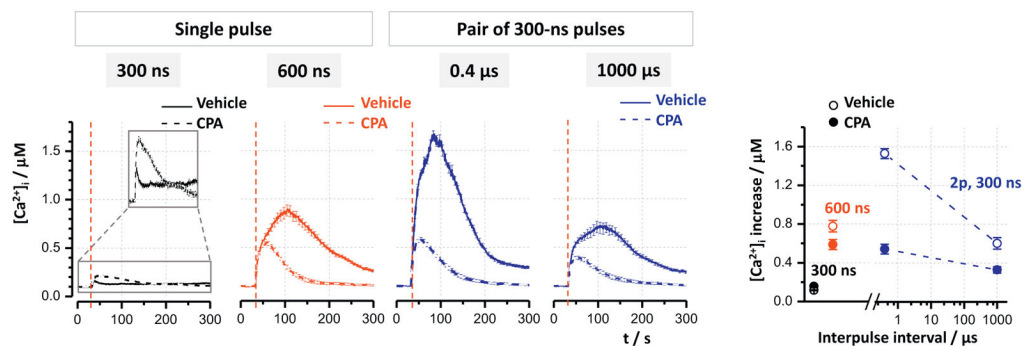 Single pulse
Pair of 300-ns pulses
300 ns
600 ns
0.4 µs
1000 µs
Vehicle
CPA
Vehicle
CPA
Vehicle
CPA
Vehicle
CPA
[Ca²⁺]ᵢ / µM
1.5
1.0
0.5
0.0
0 100 200 300
0 100 200 300
0 100 200 300
0 100 200 300
t / s
[Ca²⁺]ᵢ increase / µM
1.6
1.2
0.8
0.4
0.0
2p, 300 ns
600 ns
300 ns
1 10 100 1000
Interpulse interval / µs